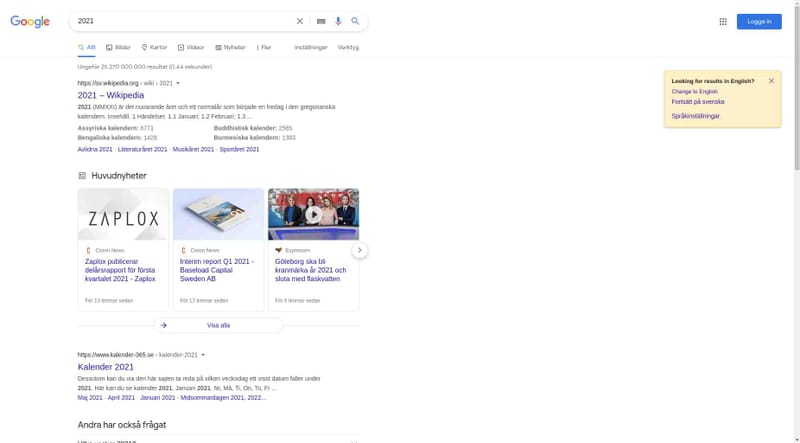 Google
2021
Logga in
Allt
Bilder
Kartor
Videor
Nyheter
Fler
Inställningar
Verktyg
Ungefär 25 270 000 000 resultat (0,44 sekunder)
https://sv.wikipedia.org › wiki › 2021
2021 – Wikipedia
2021 (MMXXI) är det nuvarande året och ett normalår som började en fredag i den gregorianska
kalendern. Innehåll. 1 Händelser. 1.1 Januari; 1.2 Februari; 1.3 ...
Assyriska kalendern: 6771
Buddhistisk kalender: 2565
Bengaliska kalendern: 1428
Burmesiska kalendern: 1383
Avlidna 2021 · Litteraturåret 2021 · Musikåret 2021 · Sportåret 2021
Looking for results in English?
Change to English
Fortsätt på svenska
Språkinställningar
Huvudnyheter
ZAPLOX
Cision News
Zaplox publicerar
delårsrapport för första
kvartalet 2021 - Zaplox
För 13 timmar sedan
Cision News
Interim report Q1 2021 -
Baseload Capital
Sweden AB
För 13 timmar sedan
Expressen
Göteborg ska bli
kranmärka år 2021 och
sluta med flaskvatten
För 6 timmar sedan
Visa alla
https://www.kalender-365.se › kalender-2021
Kalender 2021
Dessutom kan du via den här sajten ta reda på vilken veckodag ett visst datum faller under
2021. Här kan du se kalender 2021. Januari 2021. Nr, Må, Ti, On, To, Fr ...
Maj 2021 · April 2021 · Januari 2021 · Midsommardagen 2021, 2022...
Andra har också frågat